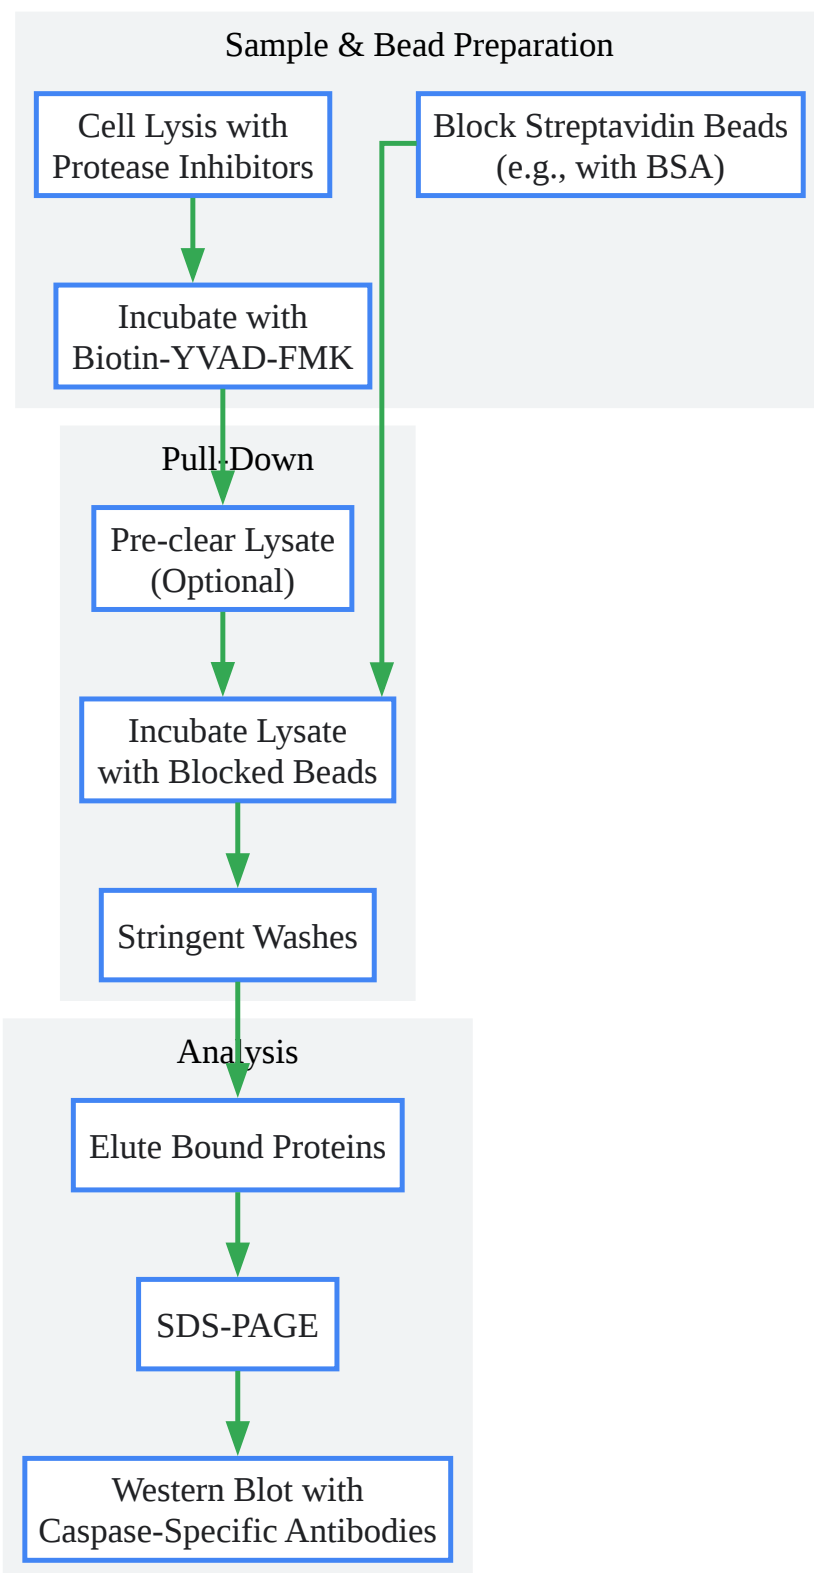 Sample & Bead Preparation
Cell Lysis with
Protease Inhibitors
Block Streptavidin Beads
(e.g., with BSA)
Incubate with
Biotin-YVAD-FMK
Pull-Down
Pre-clear Lysate
(Optional)
Incubate Lysate
with Blocked Beads
Stringent Washes
Analysis
Elute Bound Proteins
SDS-PAGE
Western Blot with
Caspase-Specific Antibodies